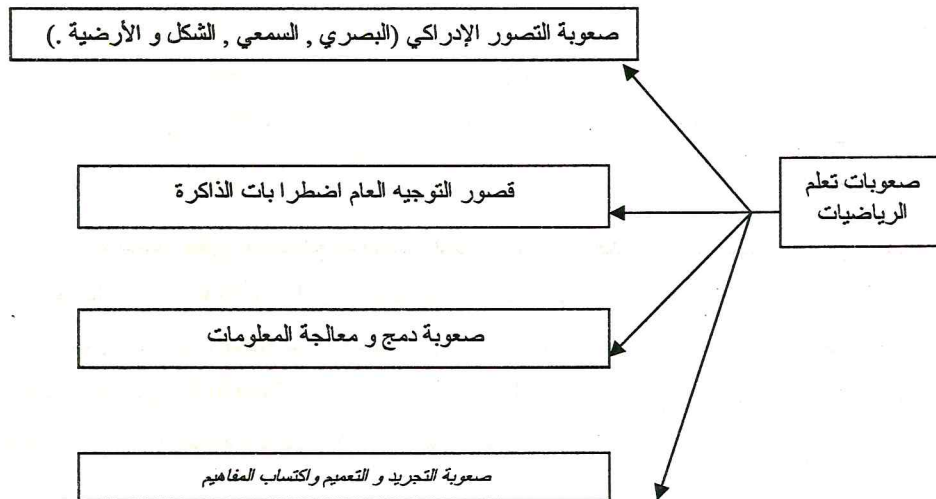 صعوبة التصور الإدراكي (البصري , السمعي , الشكل و الأرضية .)
صعوبات تعلم
الرياضيات
قصور التوجيه العام اضطرا بات الذاكرة
صعوبة دمج و معالجة المعلومات
صعوبة التجريد و التعميم واكتساب المفاهيم